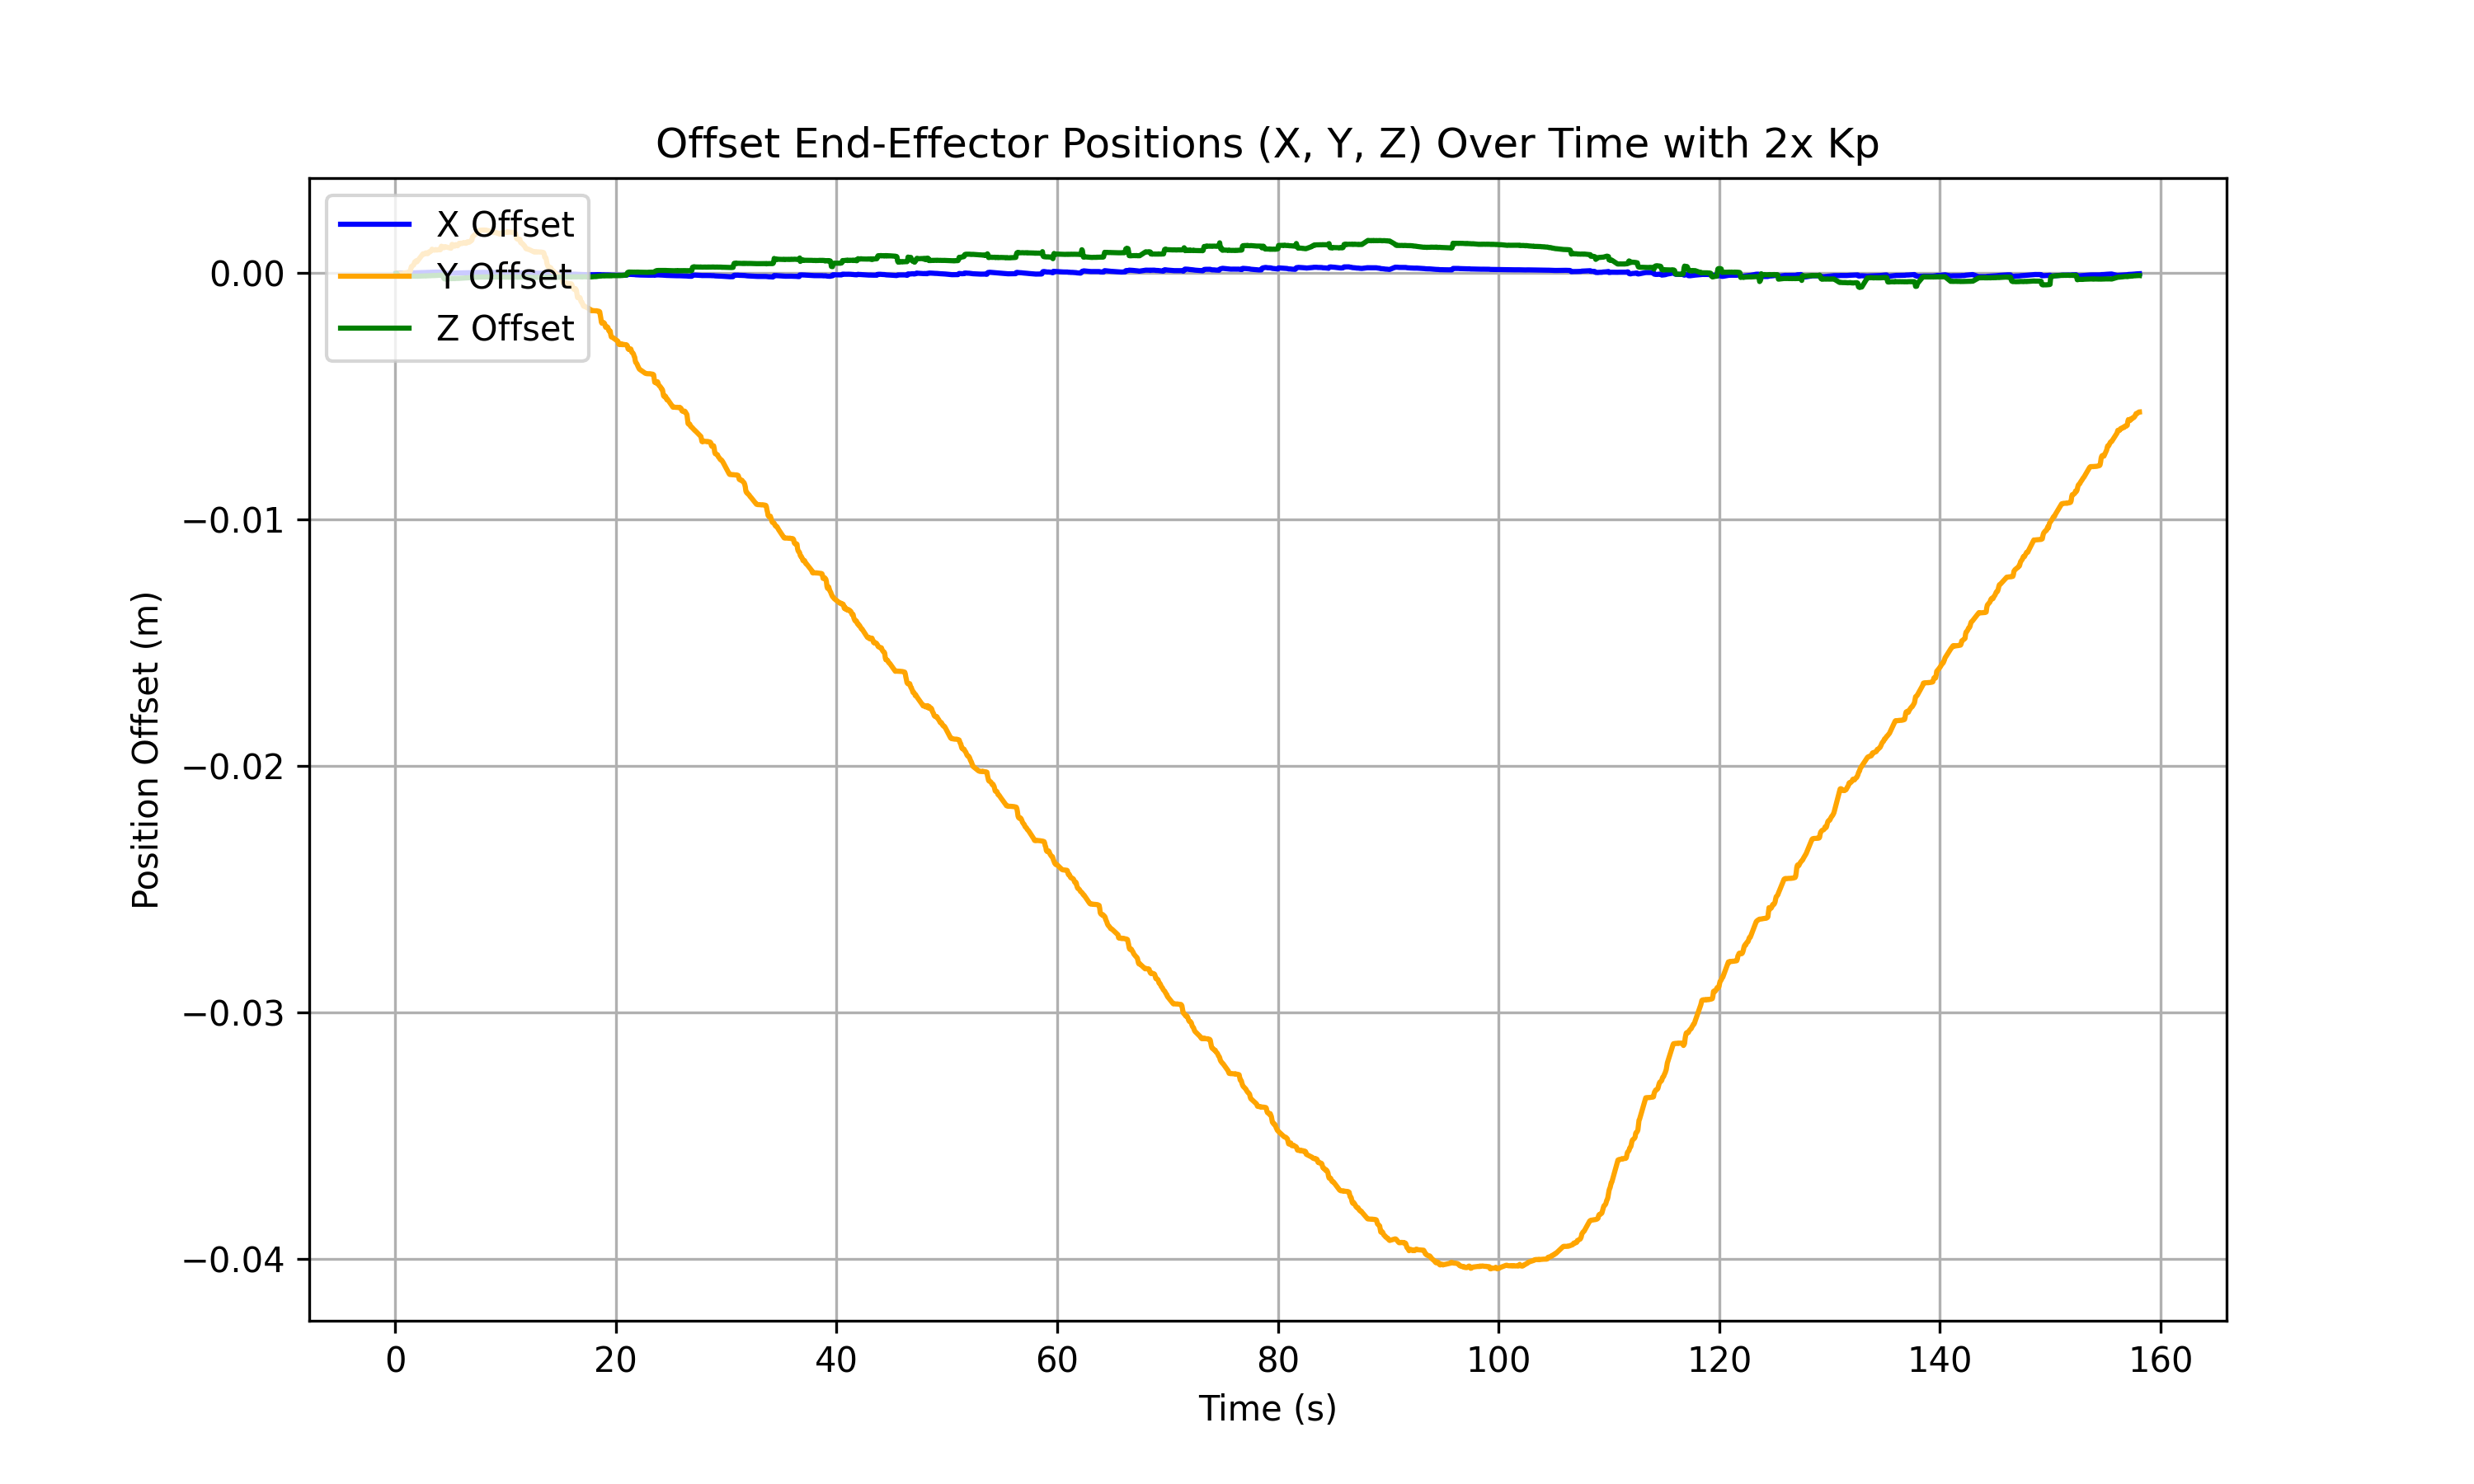 Offset End-Effector Positions (X, Y, Z) Over Time with 2x Kp
X Offset
Y Offset
Z Offset
0.00
−0.01
−0.02
−0.03
−0.04
Position Offset (m)
0 20 40 60 80 100 120 140 160
Time (s)